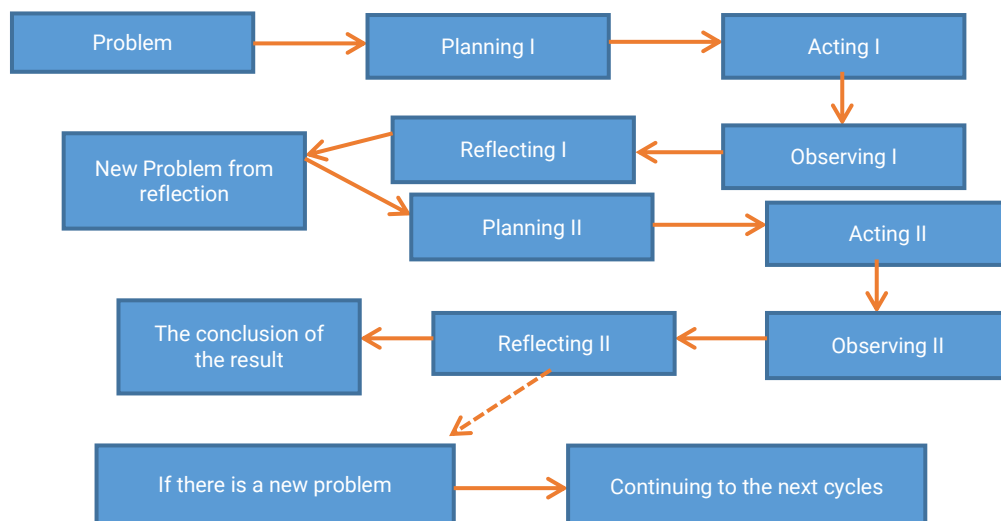 Problem
Planning I
Acting I
Observing I
Reflecting I
New Problem from
reflection
Planning II
Acting II
Observing II
Reflecting II
The conclusion of
the result
If there is a new problem
Continuing to the next cycles